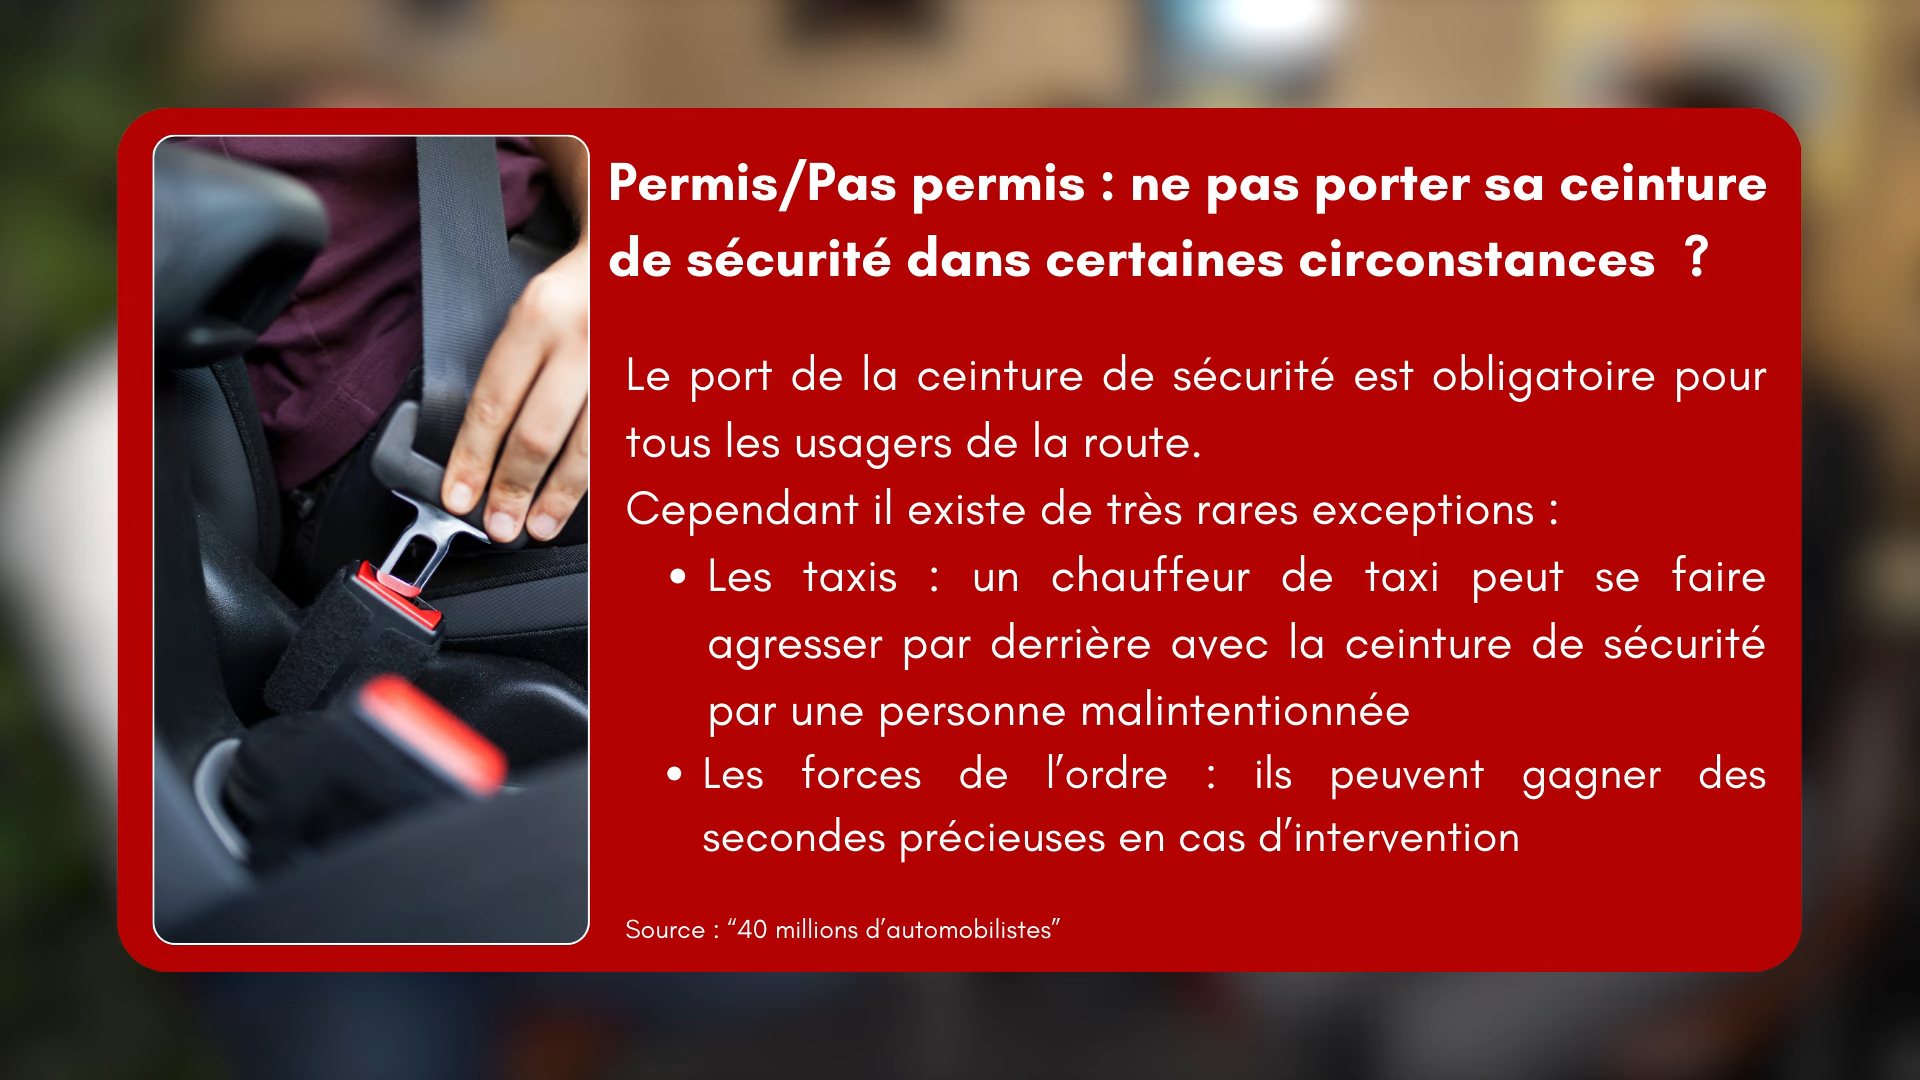 Permis/Pas permis : ne pas porter sa ceinture
de sécurité dans certaines circonstances ?
Le port de la ceinture de sécurité est obligatoire pour
tous les usagers de la route.
Cependant il existe de très rares exceptions :
• Les taxis : un chauffeur de taxi peut se faire
agresser par derrière avec la ceinture de sécurité
par une personne malintentionnée
• Les forces de l’ordre : ils peuvent gagner des
secondes précieuses en cas d’intervention
Source : “40 millions d’automobilistes”